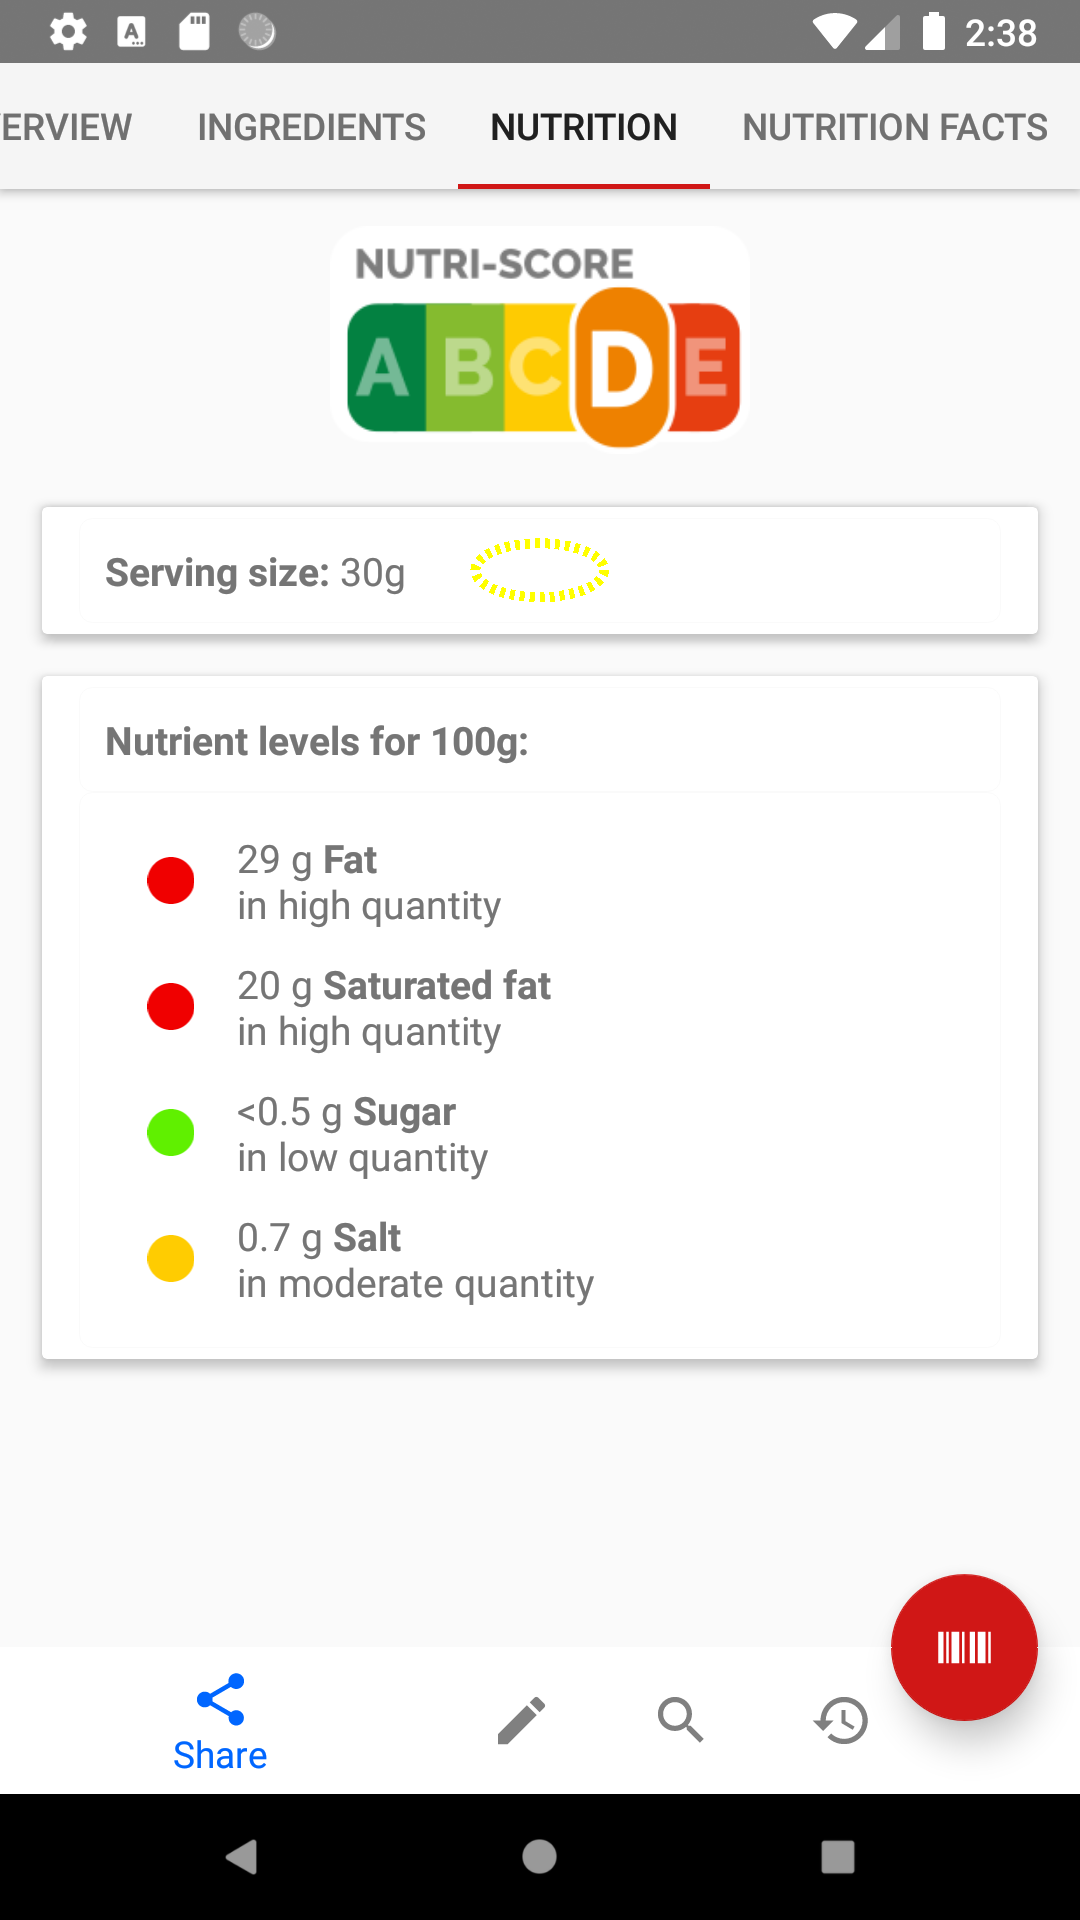 2:38
ERVIEW INGREDIENTS NUTRITION NUTRITION FACTS
NUTRI-SCORE
A B C D E
Serving size: 30g
Nutrient levels for 100g:
29 g Fat
in high quantity
20 g Saturated fat
in high quantity
<0.5 g Sugar
in low quantity
0.7 g Salt
in moderate quantity
Share